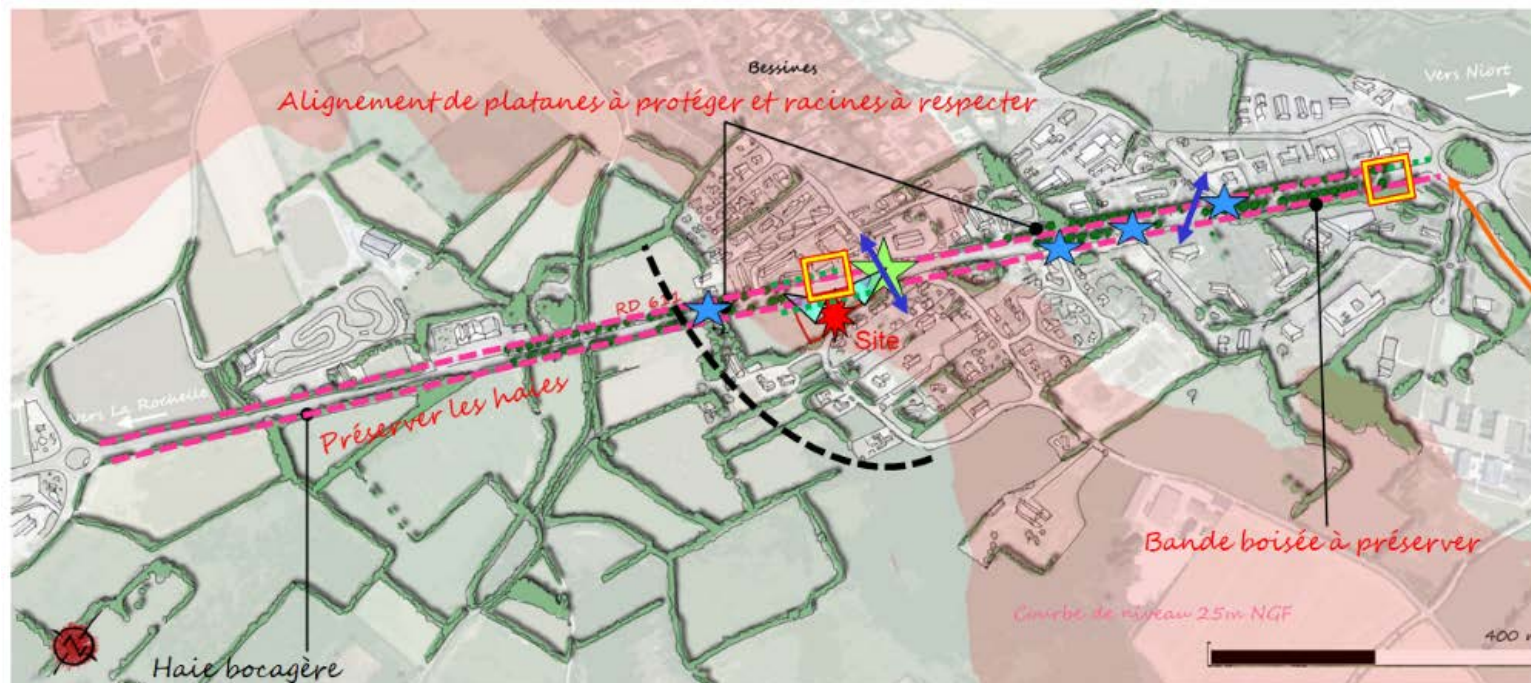 Bessines
Vers Niort
Alignement de platanes à protéger et racines à respecter
RD 611
Site
Vers La Rochelle
Préserver les haies
?
Bande boisée à préserver
Courbe de niveau 25m NGF
400 m
Haie bocagère